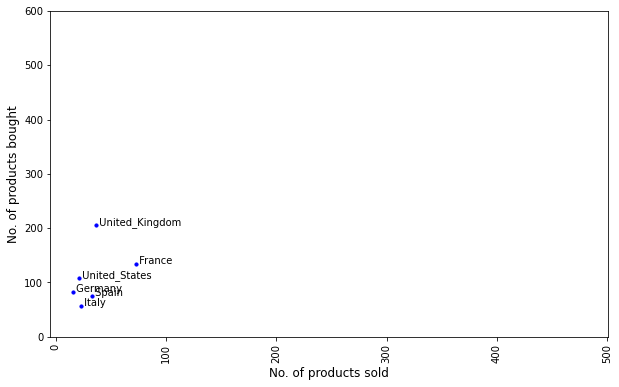 600
500
400
300
200
100
0
No. of products bought
United_Kingdom
France
United_States
Germany
Spain
Italy
0
100
200
300
400
500
No. of products sold